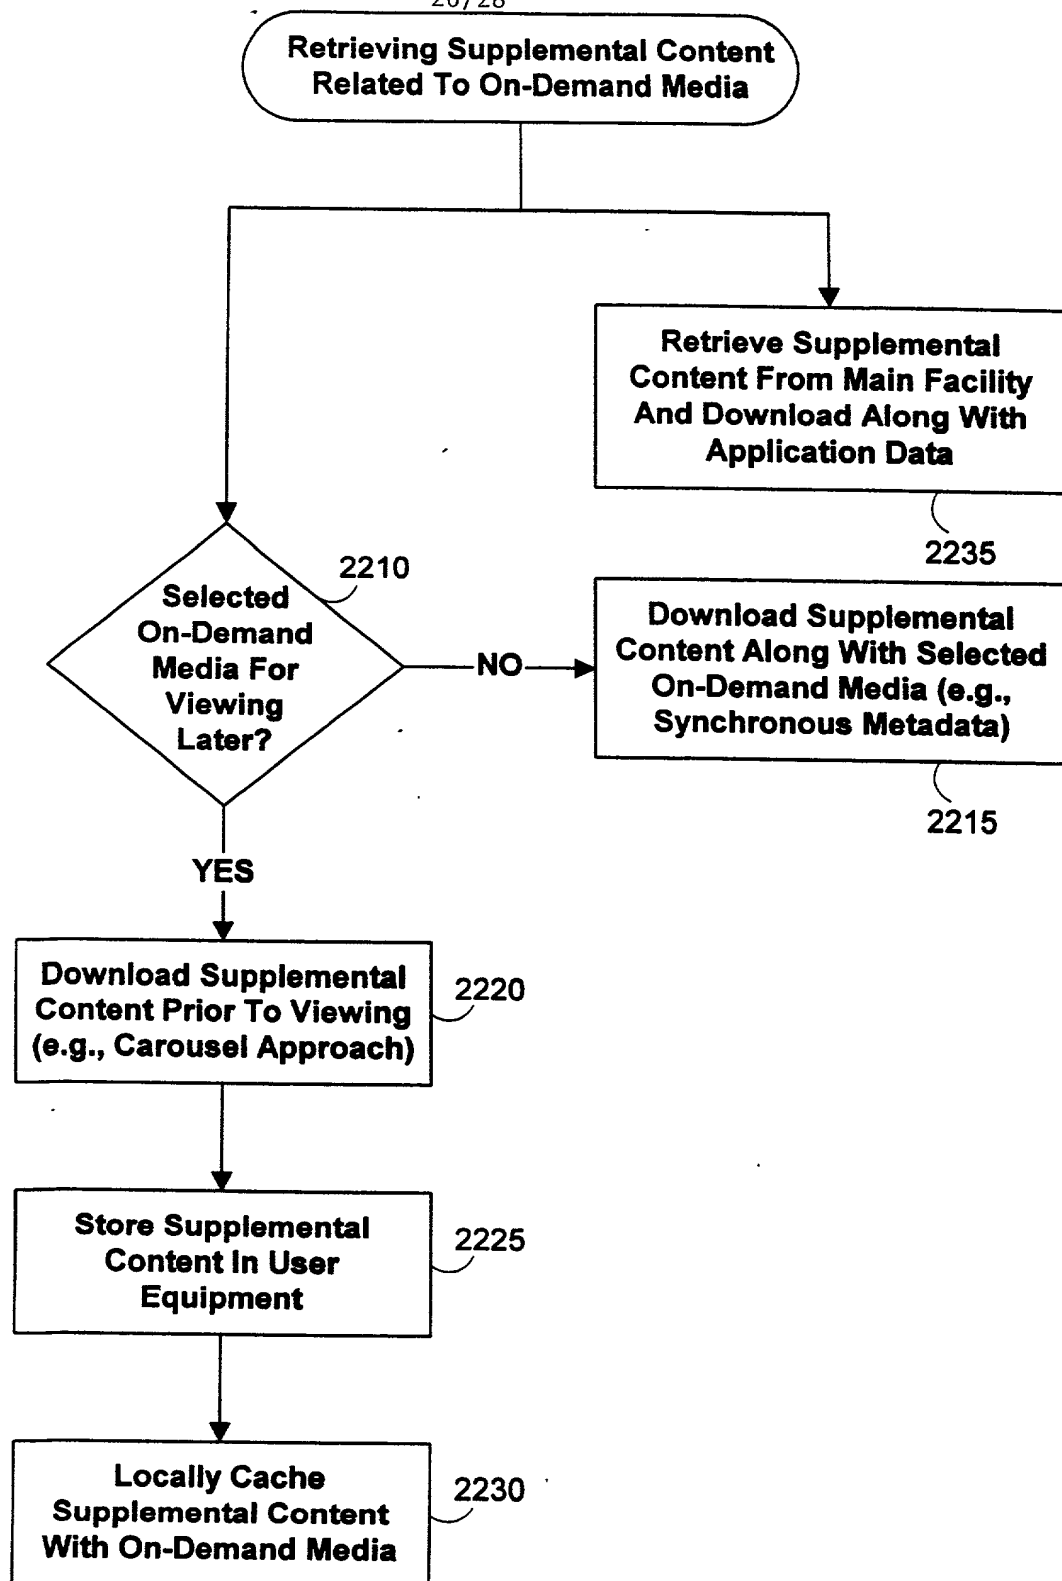 26/28
Retrieving Supplemental Content
Related To On-Demand Media
Retrieve Supplemental
Content From Main Facility
And Download Along With
Application Data
2235
2210
Selected
On-Demand
Media For
Viewing
Later?
NO
Download Supplemental
Content Along With Selected
On-Demand Media (e.g.,
Synchronous Metadata)
2215
YES
Download Supplemental
Content Prior To Viewing
(e.g., Carousel Approach)
2220
Store Supplemental
Content In User
Equipment
2225
Locally Cache
Supplemental Content
With On-Demand Media
2230